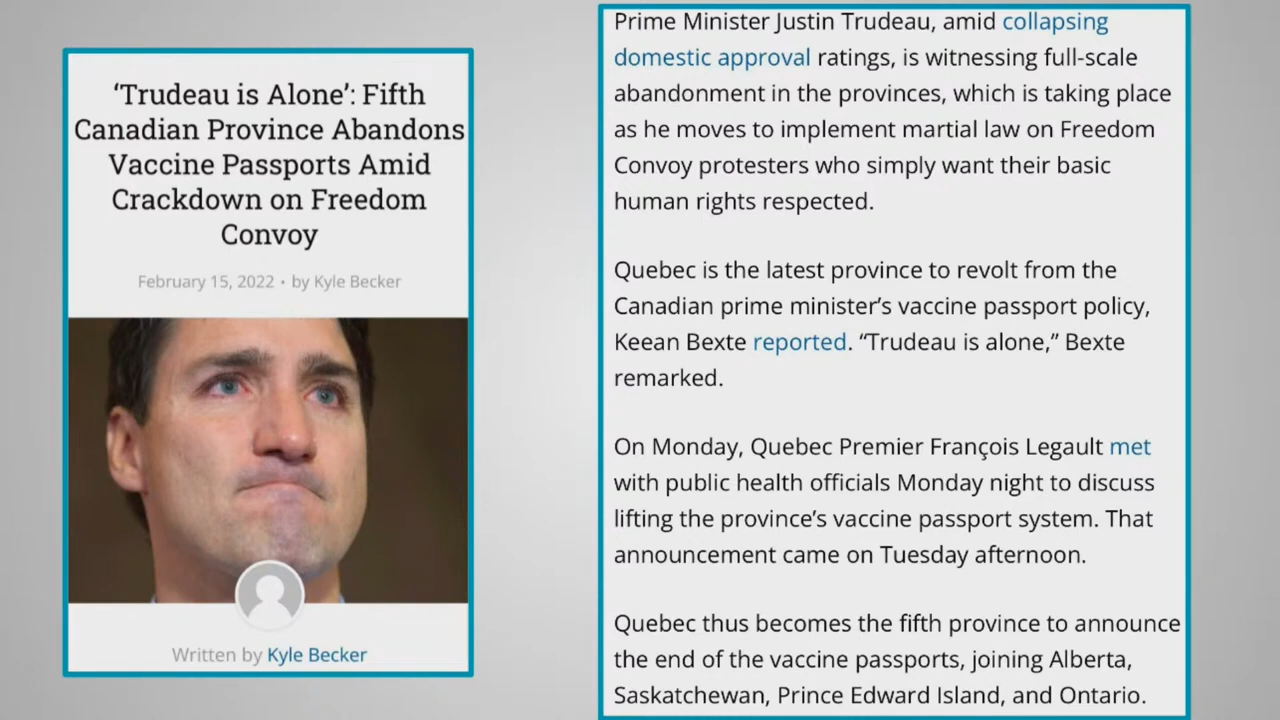 ‘Trudeau is Alone’: Fifth
Canadian Province Abandons
Vaccine Passports Amid
Crackdown on Freedom
Convoy
February 15, 2022 • by Kyle Becker
Written by Kyle Becker
Prime Minister Justin Trudeau, amid collapsing
domestic approval ratings, is witnessing full-scale
abandonment in the provinces, which is taking place
as he moves to implement martial law on Freedom
Convoy protesters who simply want their basic
human rights respected.
Quebec is the latest province to revolt from the
Canadian prime minister’s vaccine passport policy,
Keean Bexte reported. “Trudeau is alone,” Bexte
remarked.
On Monday, Quebec Premier François Legault met
with public health officials Monday night to discuss
lifting the province’s vaccine passport system. That
announcement came on Tuesday afternoon.
Quebec thus becomes the fifth province to announce
the end of the vaccine passports, joining Alberta,
Saskatchewan, Prince Edward Island, and Ontario.